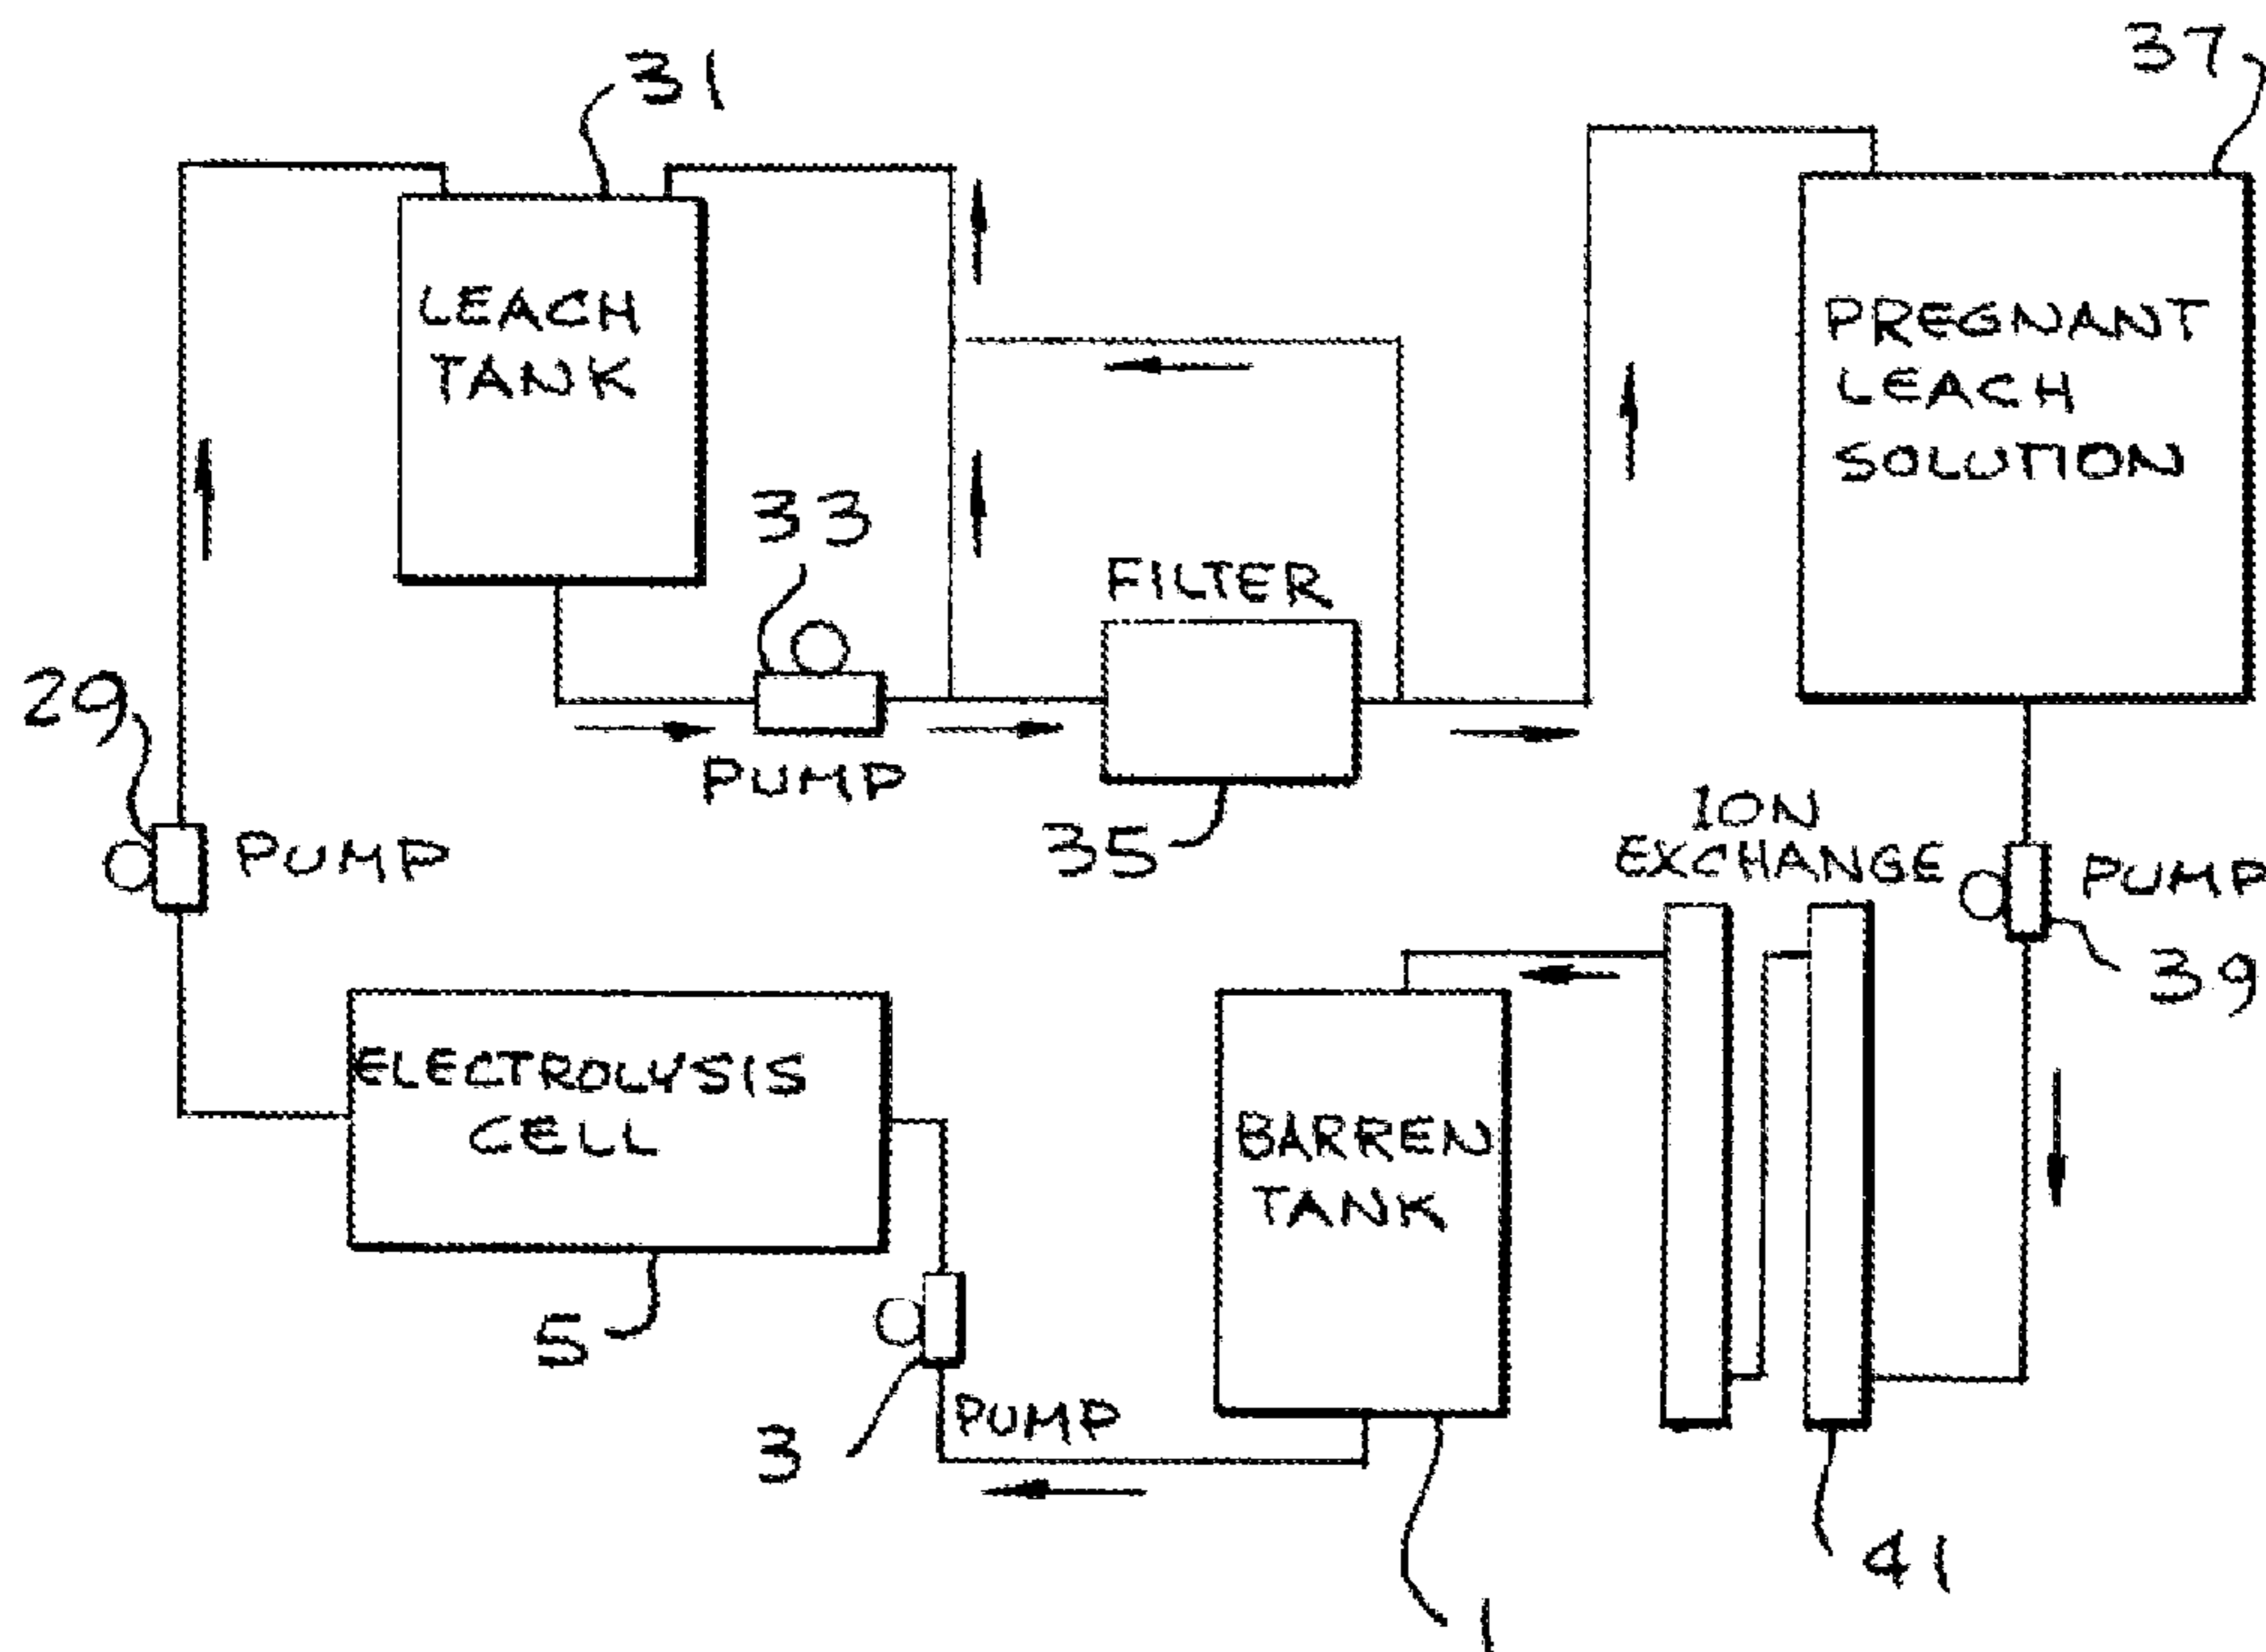 31
37
LEACH
TANK
PREGNANT
LEACH
SOLUTION
33
FILTER
29
PUMP
35
PUMP
ION
EXCHANGE
PUMP
39
ELECTROLYSIS
CELL
BARREN
TANK
5
3
PUMP
41
1